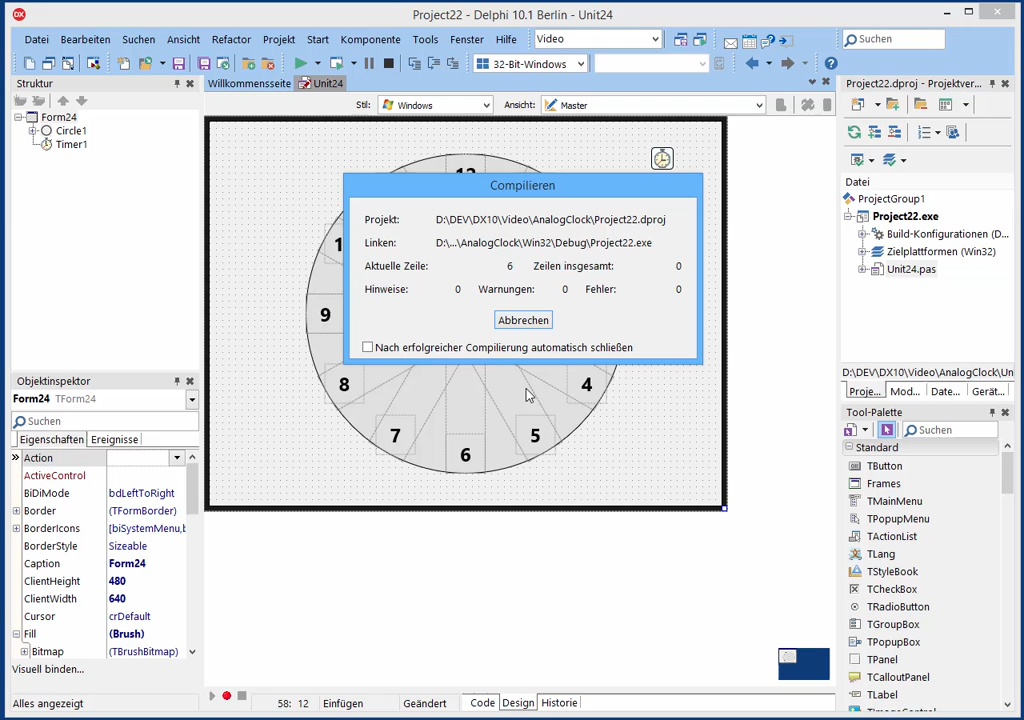 DX
Project22 - Delphi 10.1 Berlin - Unit24
Datei Bearbeiten Suchen Ansicht Refactor Projekt Start Komponente Tools Fenster Hilfe Video Suchen
32-Bit-Windows
Struktur
Form24
Circle1
Timer1
Willkommensseite Unit24
Stil: Windows Ansicht: Master
12
1
9
8
7
6
5
4
Compilieren
Projekt: D:\DEV\DX10\Video\AnalogClock\Project22.dproj
Linken: D:\...\AnalogClock\Win32\Debug\Project22.exe
Aktuelle Zeile: 6 Zeilen insgesamt: 0
Hinweise: 0 Warnungen: 0 Fehler: 0
Abbrechen
Nach erfolgreicher Compilierung automatisch schließen
Objektinspektor
Form24 TForm24
Suchen
Eigenschaften Ereignisse
Action
ActiveControl
BiDiMode bdLeftToRight
Border (TFormBorder)
BorderIcons [biSystemMenu,b
BorderStyle Sizeable
Caption Form24
ClientHeight 480
ClientWidth 640
Cursor crDefault
Fill (Brush)
Bitmap (TBrushBitmap)
Visuell binden...
Alles angezeigt
58: 12 Einfügen Geändert Code Design Historie
Project22.dproj - Projektver...
Datei
ProjectGroup1
Project22.exe
Build-Konfigurationen (D...
Zielplattformen (Win32)
Unit24.pas
D:\DEV\DX10\Video\AnalogClock\Un
Proje... Mod... Date... Gerät...
Tool-Palette
Suchen
Standard
TButton
Frames
TMainMenu
TPopupMenu
TActionList
TLang
TStyleBook
TCheckBox
TRadioButton
TGroupBox
TPopupBox
TPanel
TCalloutPanel
TLabel
TImageControl